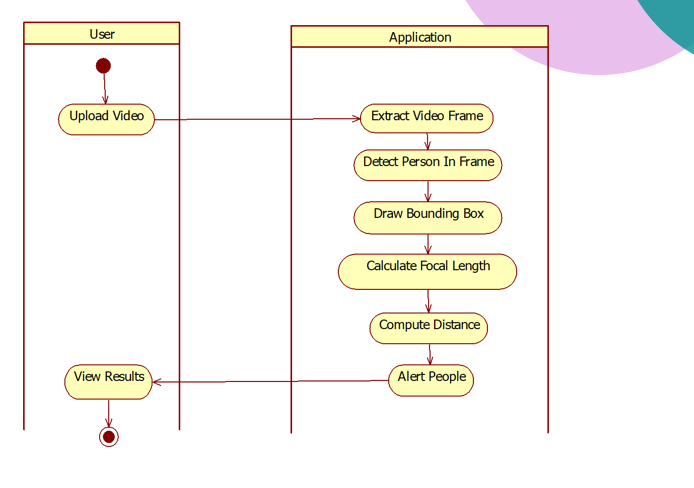 User
Application
Upload Video
Extract Video Frame
Detect Person In Frame
Draw Bounding Box
Calculate Focal Length
Compute Distance
View Results
Alert People